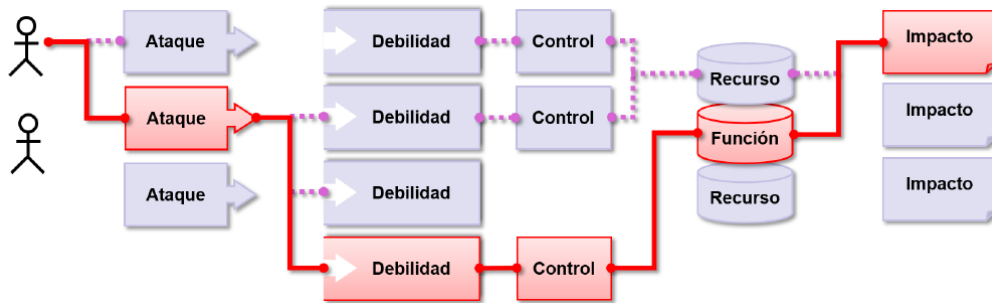 Ataque
Debilidad
Control
Impacto
Recurso
Ataque
Debilidad
Control
Impacto
Función
Ataque
Debilidad
Impacto
Recurso
Debilidad
Control